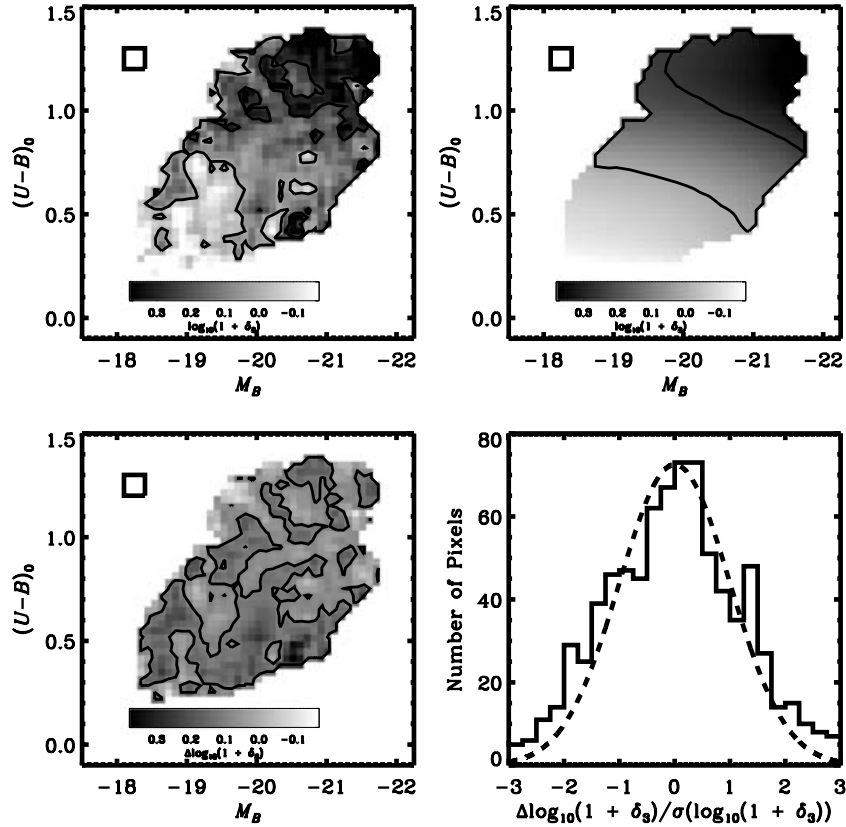 1.5
1.0
0.5
0.0
(U−B)₀
0.3 0.2 0.1 0.0 −0.1
log₁₀(1 + δ₃)
−18 −19 −20 −21 −22
M_B
1.5
1.0
0.5
0.0
(U−B)₀
0.3 0.2 0.1 0.0 −0.1
log₁₀(1 + δ₃)
−18 −19 −20 −21 −22
M_B
1.5
1.0
0.5
0.0
(U−B)₀
0.3 0.2 0.1 0.0 −0.1
Δlog₁₀(1 + δ₃)
−18 −19 −20 −21 −22
M_B
80
60
40
20
0
Number of Pixels
−3 −2 −1 0 1 2 3
Δlog₁₀(1 + δ₃)/σ(log₁₀(1 + δ₃))